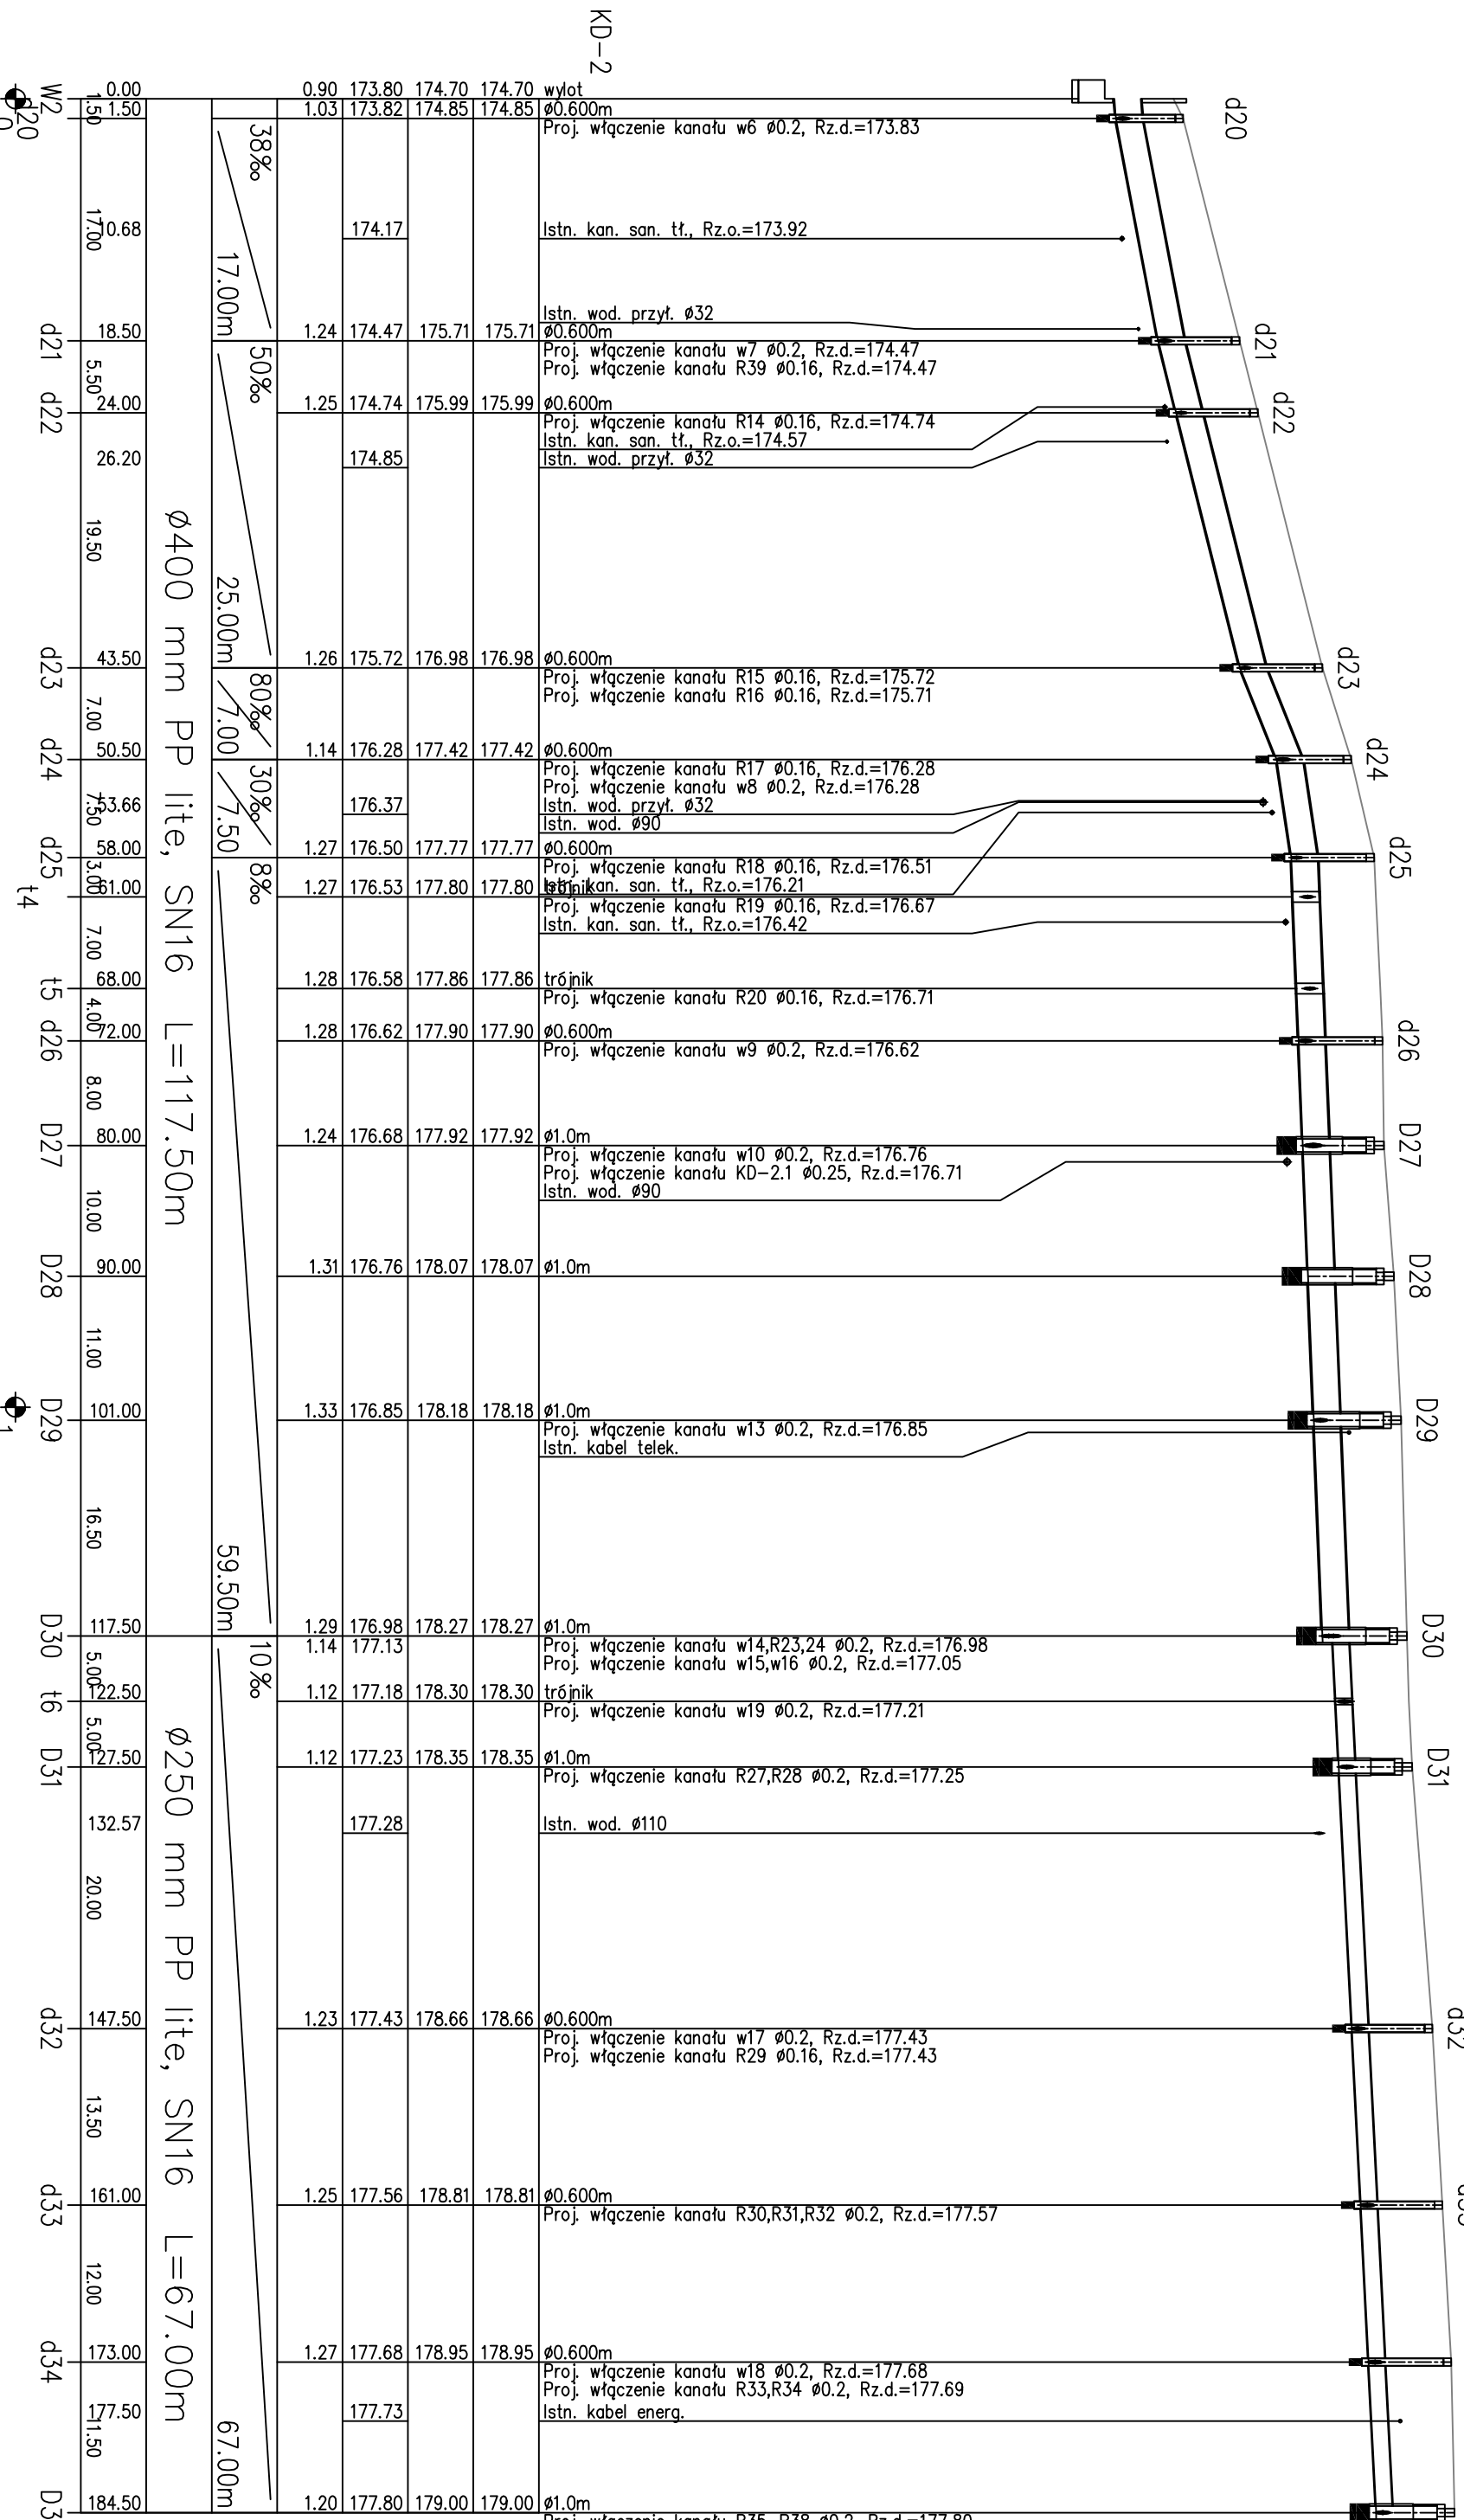 KD-2
W2 0.00 0.90 173.80 174.70 174.70 wylot
d20 1.50 1.50 1.03 173.82 174.85 174.85 ø0.600m d20
Proj. włączenie kanału w6 ø0.2, Rz.d.=173.83
38‰ 17.00m
17.00 10.68 174.17 Istn. kan. san. tł., Rz.o.=173.92
Istn. wod. przył. ø32
d21 18.50 1.24 174.47 175.71 175.71 ø0.600m d21
Proj. włączenie kanału w7 ø0.2, Rz.d.=174.47
Proj. włączenie kanału R39 ø0.16, Rz.d.=174.47
50‰ 25.00m
5.50
d22 24.00 1.25 174.74 175.99 175.99 ø0.600m d22
Proj. włączenie kanału R14 ø0.16, Rz.d.=174.74
Istn. kan. san. tł., Rz.o.=174.57
26.20 174.85 Istn. wod. przył. ø32
19.50
ø400 mm PP lite, SN16 L=117.50m
d23 43.50 1.26 175.72 176.98 176.98 ø0.600m d23
Proj. włączenie kanału R15 ø0.16, Rz.d.=175.72
Proj. włączenie kanału R16 ø0.16, Rz.d.=175.71
80‰ 7.00
7.00
d24 50.50 1.14 176.28 177.42 177.42 ø0.600m d24
Proj. włączenie kanału R17 ø0.16, Rz.d.=176.28
Proj. włączenie kanału w8 ø0.2, Rz.d.=176.28
30‰ 7.50
7.50 53.66 176.37 Istn. wod. przył. ø32
Istn. wod. ø90
d25 58.00 1.27 176.50 177.77 177.77 ø0.600m d25
Proj. włączenie kanału R18 ø0.16, Rz.d.=176.51
8‰ 59.50m
Istn. kan. san. tł., Rz.o.=176.21
t4 3.00 61.00 1.27 176.53 177.80 177.80 trójnik
Proj. włączenie kanału R19 ø0.16, Rz.d.=176.67
Istn. kan. san. tł., Rz.o.=176.42
7.00
t5 68.00 1.28 176.58 177.86 177.86 trójnik
Proj. włączenie kanału R20 ø0.16, Rz.d.=176.71
4.00
d26 72.00 1.28 176.62 177.90 177.90 ø0.600m d26
Proj. włączenie kanału w9 ø0.2, Rz.d.=176.62
8.00
D27 80.00 1.24 176.68 177.92 177.92 ø1.0m D27
Proj. włączenie kanału w10 ø0.2, Rz.d.=176.76
Proj. włączenie kanału KD-2.1 ø0.25, Rz.d.=176.71
Istn. wod. ø90
10.00
D28 90.00 1.31 176.76 178.07 178.07 ø1.0m D28
11.00
1 D29 101.00 1.33 176.85 178.18 178.18 ø1.0m D29
Proj. włączenie kanału w13 ø0.2, Rz.d.=176.85
Istn. kabel telek.
16.50
D30 117.50 1.29 176.98 178.27 178.27 ø1.0m D30
1.14 177.13 Proj. włączenie kanału w14,R23,24 ø0.2, Rz.d.=176.98
Proj. włączenie kanału w15,w16 ø0.2, Rz.d.=177.05
10‰ 67.00m
5.00
t6 122.50 1.12 177.18 178.30 178.30 trójnik
Proj. włączenie kanału w19 ø0.2, Rz.d.=177.21
5.00
D31 127.50 1.12 177.23 178.35 178.35 ø1.0m D31
Proj. włączenie kanału R27,R28 ø0.2, Rz.d.=177.25
132.57 177.28 Istn. wod. ø110
ø250 mm PP lite, SN16 L=67.00m
20.00
d32 147.50 1.23 177.43 178.66 178.66 ø0.600m d32
Proj. włączenie kanału w17 ø0.2, Rz.d.=177.43
Proj. włączenie kanału R29 ø0.16, Rz.d.=177.43
13.50
d33 161.00 1.25 177.56 178.81 178.81 ø0.600m
Proj. włączenie kanału R30,R31,R32 ø0.2, Rz.d.=177.57
12.00
d34 173.00 1.27 177.68 178.95 178.95 ø0.600m
Proj. włączenie kanału w18 ø0.2, Rz.d.=177.68
Proj. włączenie kanału R33,R34 ø0.2, Rz.d.=177.69
177.50 177.73 Istn. kabel energ.
11.50
184.50 1.20 177.80 179.00 179.00 ø1.0m